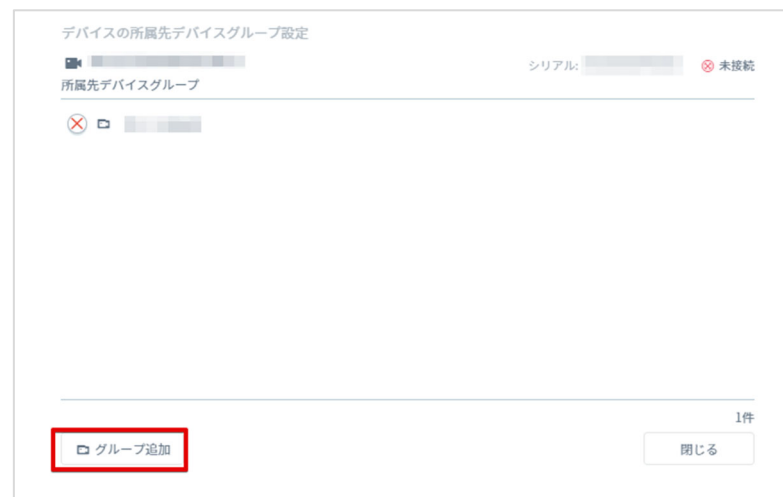 デバイスの所属先デバイスグループ設定
シリアル: 未接続
所属先デバイスグループ
1件
グループ追加 閉じる